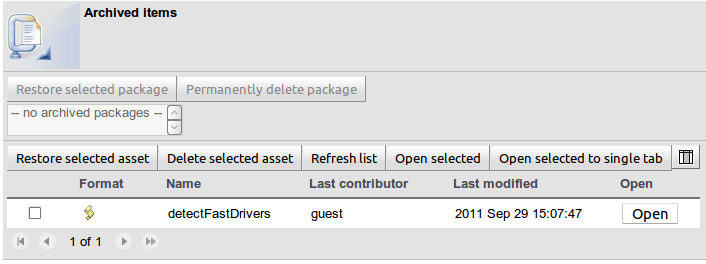 Archived items
Restore selected package Permanently delete package
-- no archived packages --
Restore selected asset Delete selected asset Refresh list Open selected Open selected to single tab
Format Name Last contributor Last modified Open
detectFastDrivers guest 2011 Sep 29 15:07:47 Open
1 of 1